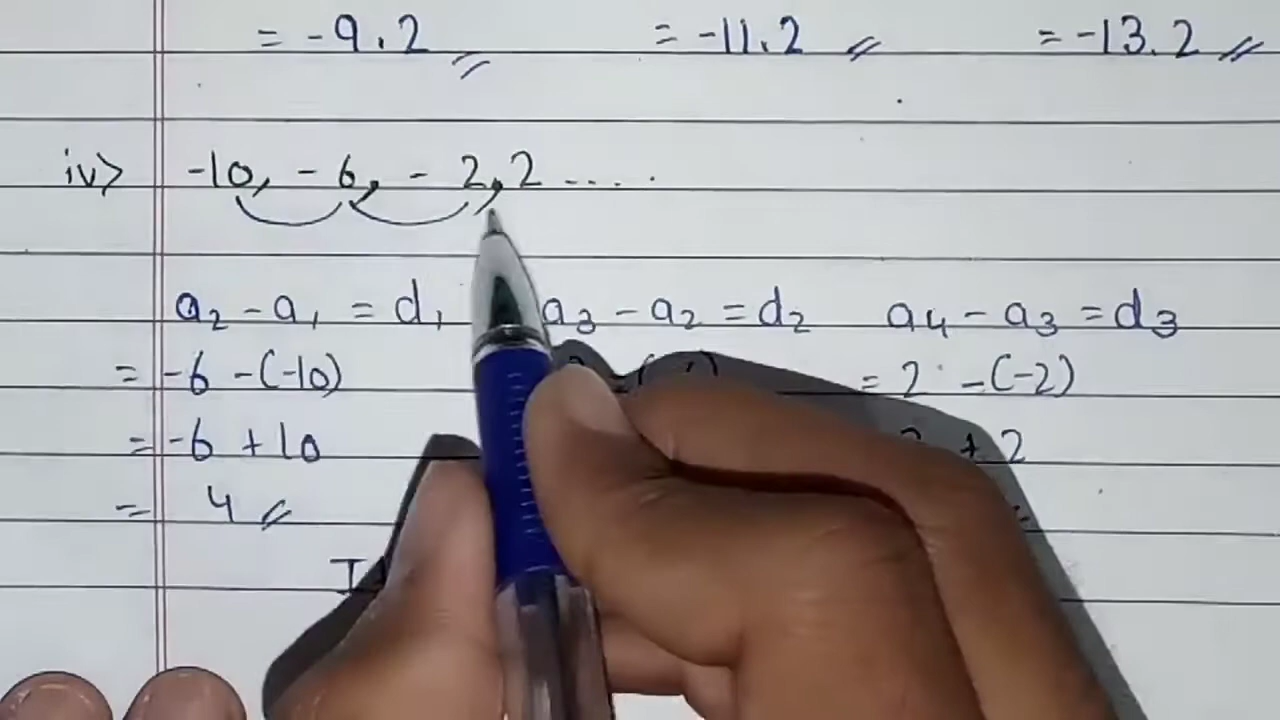 = -9.2 = -11.2 = -13.2
iv> -10, -6, -2, 2 ....
a₂ - a₁ = d₁ a₃ - a₂ = d₂ a₄ - a₃ = d₃
= -6 -(-10) = 2 -(-2)
= -6 + 10 + 2
= 4